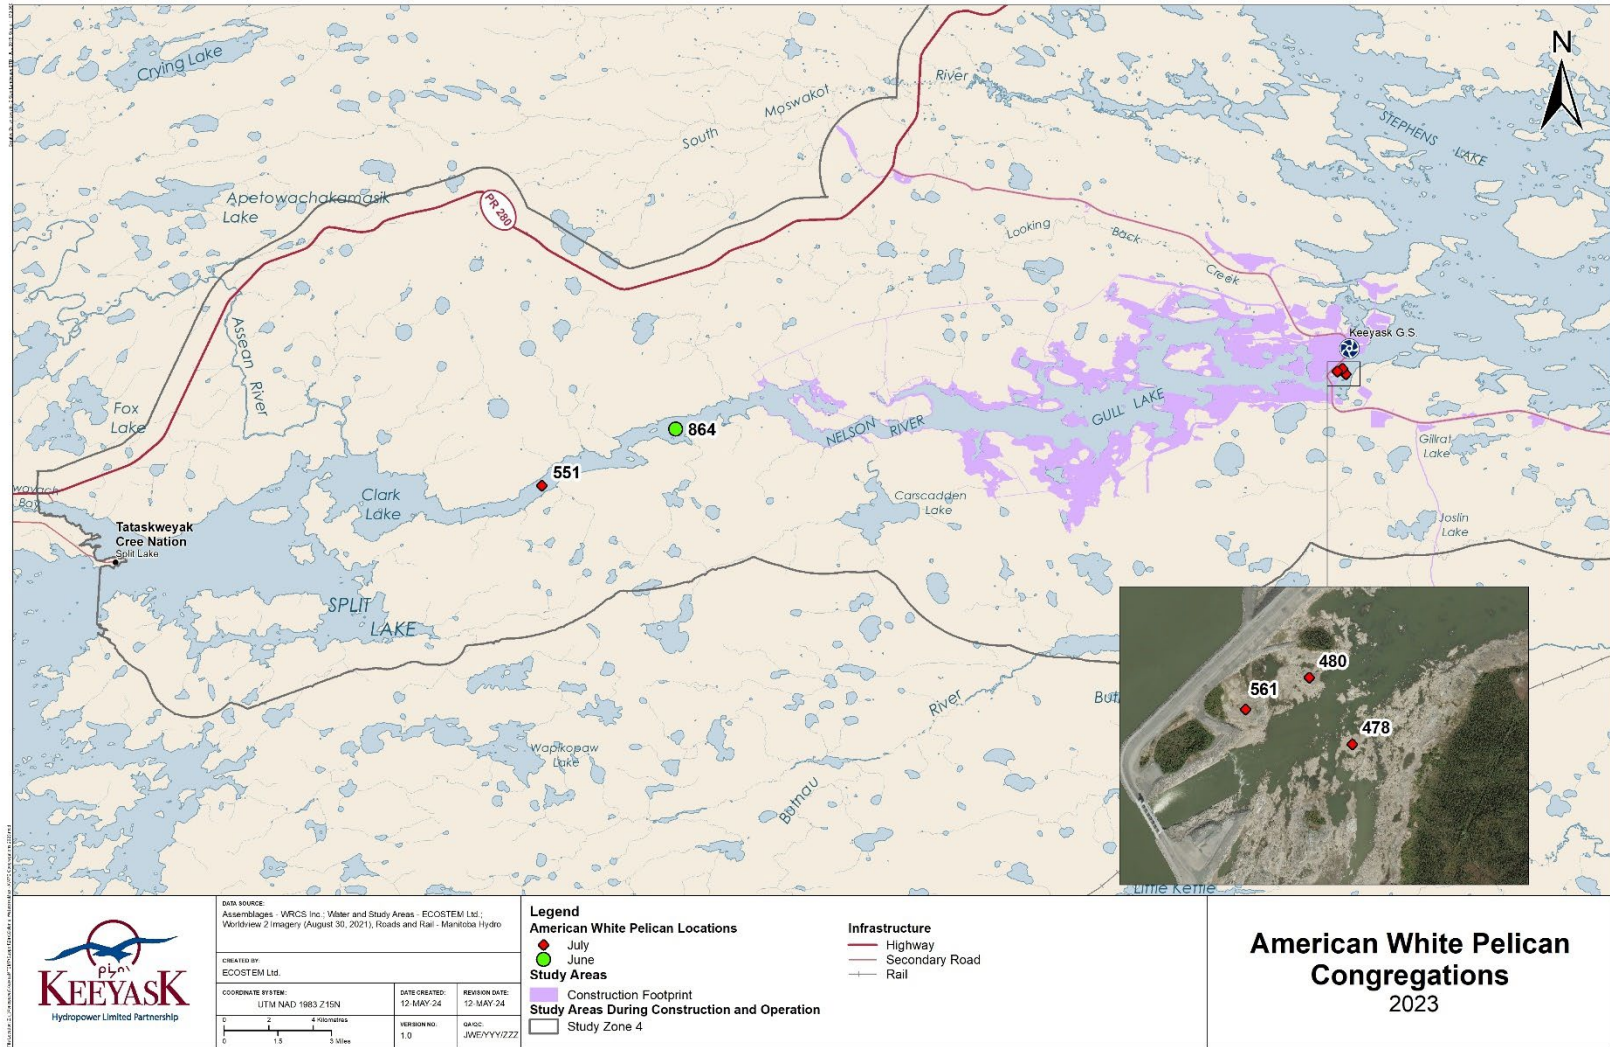 Crying Lake
Moswakot
River
South
STEPHENS LAKE
N
Apetowachakamasik
Lake
PR 280
Looking
Back
Creek
Keeyask G.S.
Assean River
Fox
Lake
864
NELSON RIVER
GULL LAKE
Gillrat
Lake
551
Clark
Lake
Carscadden
Lake
Joslin
Lake
Bay
Tataskweyak
Cree Nation
Split Lake
SPLIT
LAKE
480
561
478
River
Butnau
Wapikopaw
Lake
Little Kettle
KEEYASK
Hydropower Limited Partnership
DATA SOURCE:
Assemblages - WRCS Inc.; Water and Study Areas - ECOSTEM Ltd.;
Worldview 2 Imagery (August 30, 2021), Roads and Rail - Manitoba Hydro
CREATED BY:
ECOSTEM Ltd.
COORDINATE SYSTEM:
UTM NAD 1983 Z15N
DATE CREATED:
12-MAY-24
REVISION DATE:
12-MAY-24
0 2 4 Kilometres
0 1.5 3 Miles
VERSION NO.
1.0
QA/QC:
JWE/YYY/ZZZ
Legend
American White Pelican Locations
July
June
Study Areas
Construction Footprint
Study Areas During Construction and Operation
Study Zone 4
Infrastructure
Highway
Secondary Road
Rail
American White Pelican
Congregations
2023